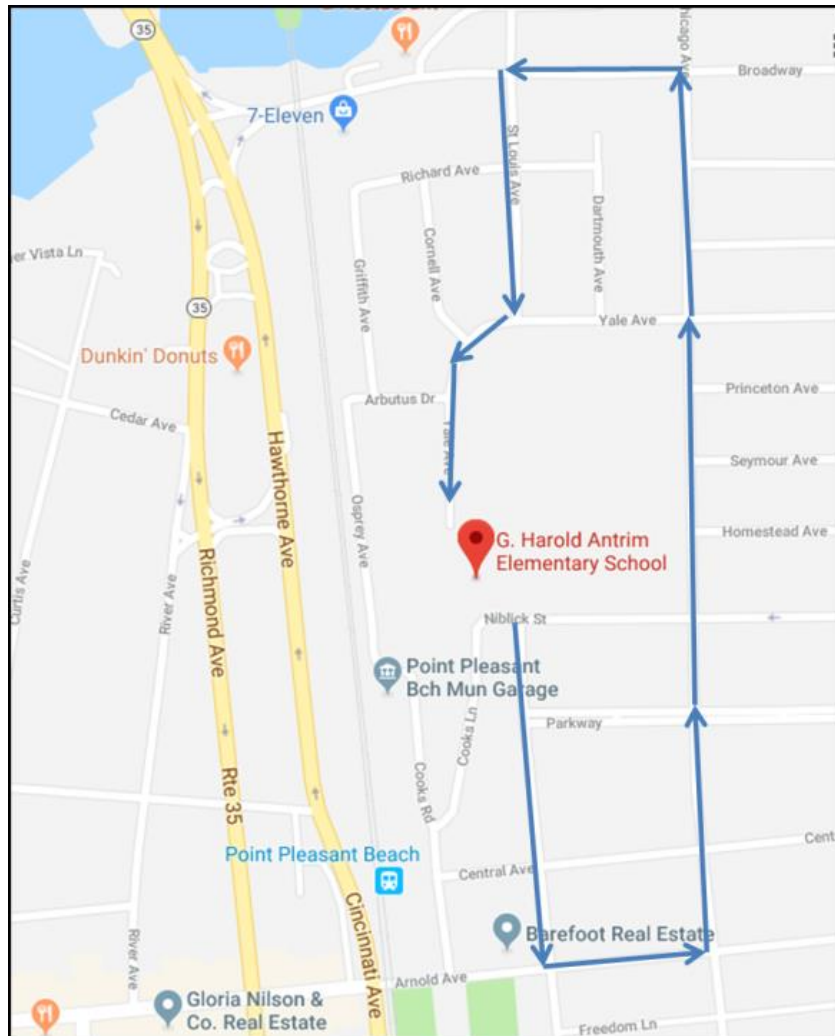 35
hicago Ave
Broadway
7-Eleven
St Louis Ave
Richard Ave
Dartmouth Ave
Cornell Ave
Griffith Ave
er Vista Ln
35
Yale Ave
Dunkin' Donuts
Princeton Ave
Arbutus Dr
Cedar Ave
Yale Ave
Hawthorne Ave
Seymour Ave
Osprey Ave
G. Harold Antrim
Elementary School
Homestead Ave
Richmond Ave
River Ave
Curtis Ave
Niblick St
Point Pleasant
Bch Mun Garage
Cooks Ln
Parkway
Rte 35
Cooks Rd
Point Pleasant Beach
Cent
Central Ave
Cincinnati Ave
River Ave
Barefoot Real Estate
Arnold Ave
Gloria Nilson &
Co. Real Estate
Freedom Ln